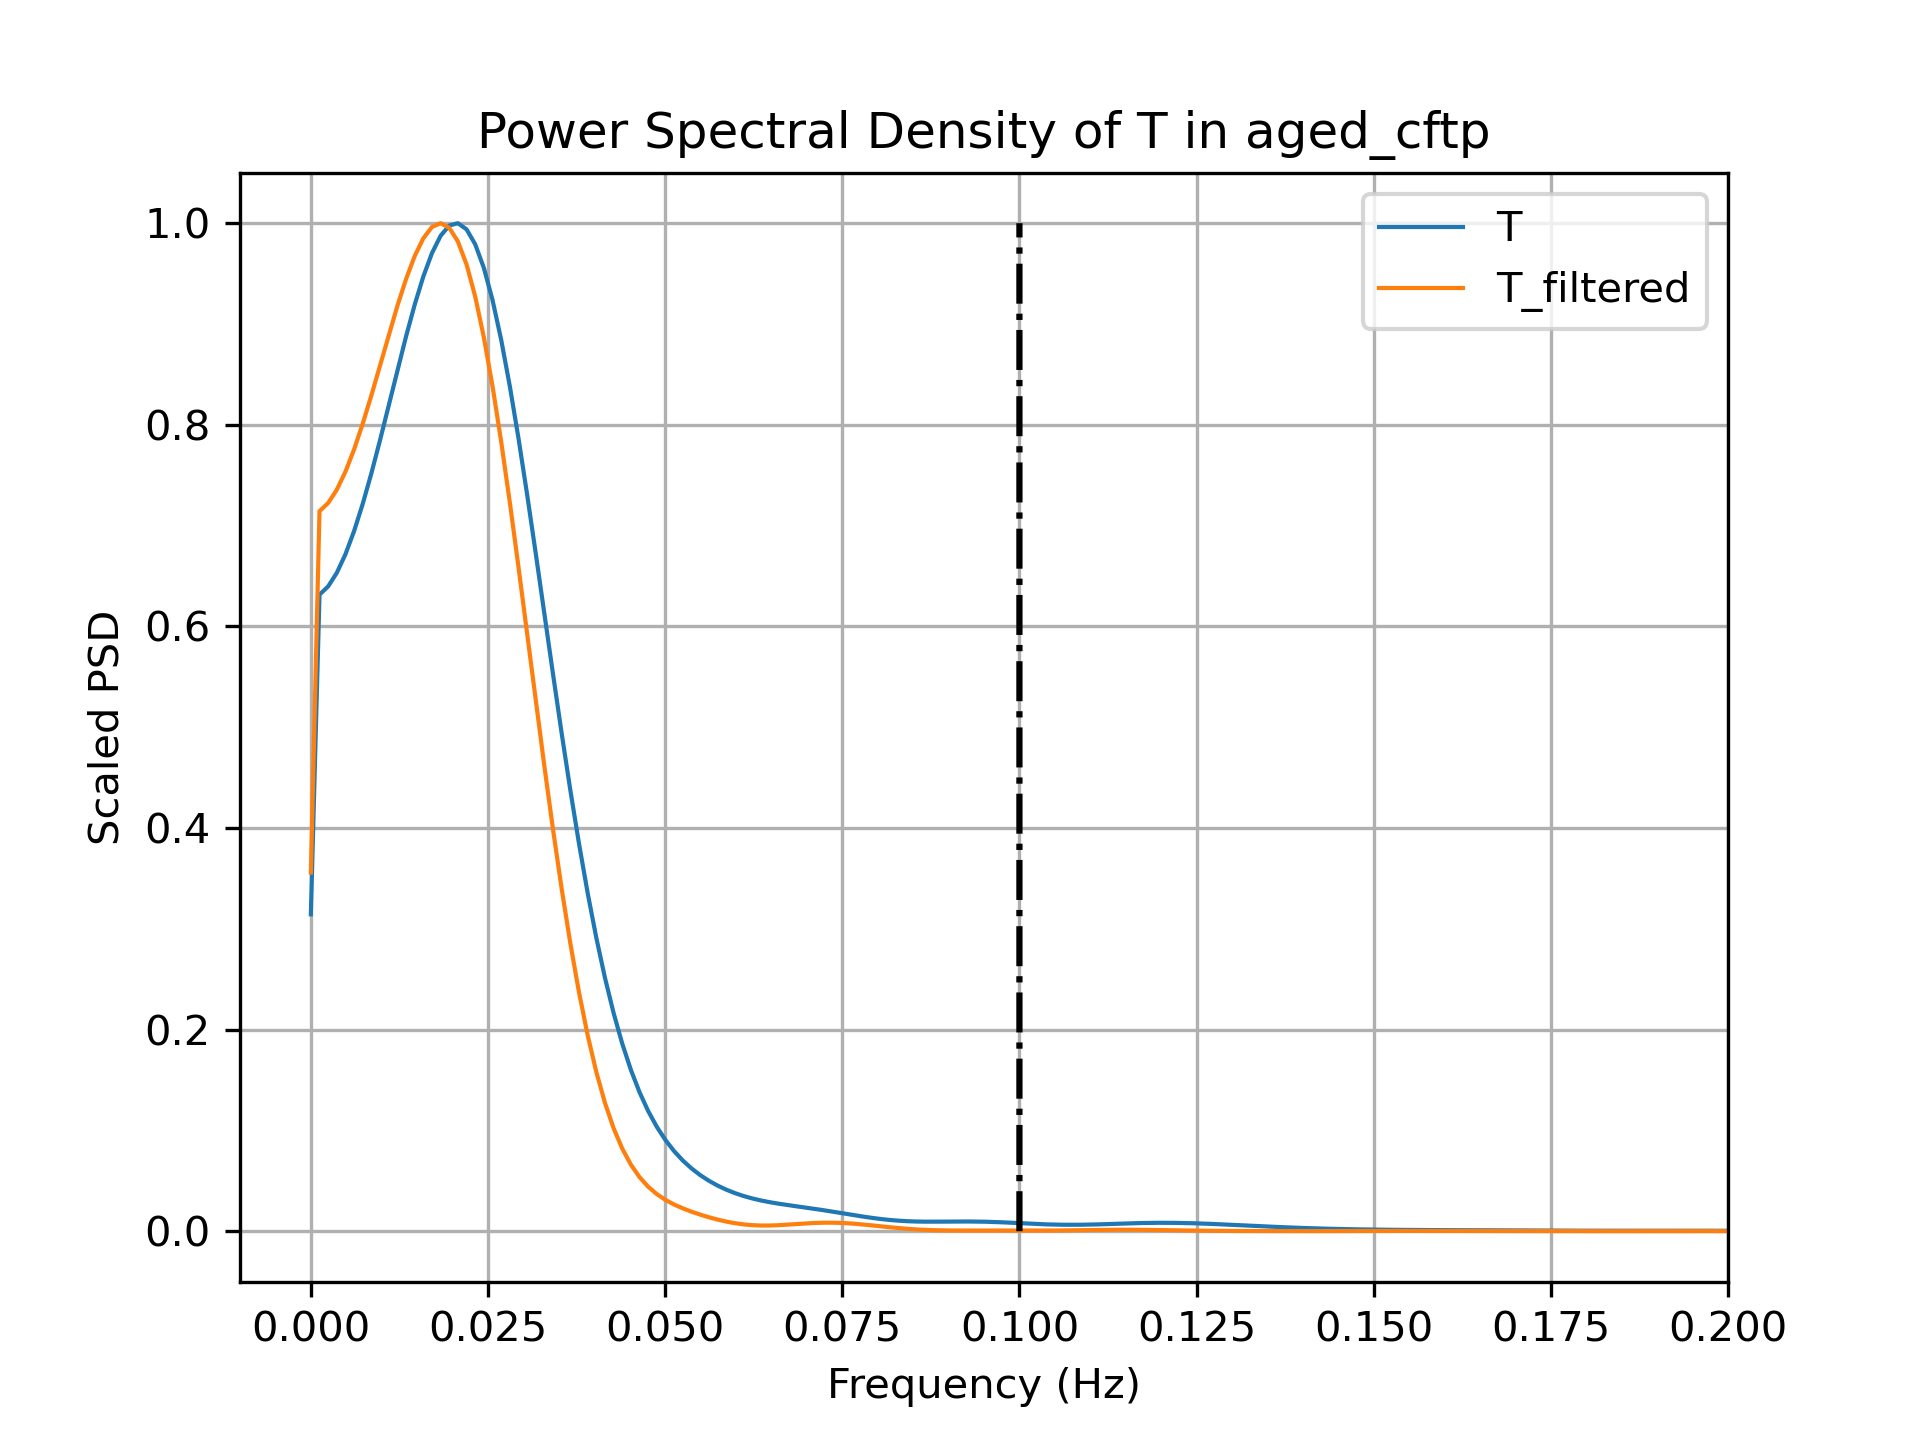 Power Spectral Density of T in aged_cftp
T
T_filtered
1.0
0.8
0.6
0.4
0.2
0.0
Scaled PSD
0.000 0.025 0.050 0.075 0.100 0.125 0.150 0.175 0.200
Frequency (Hz)